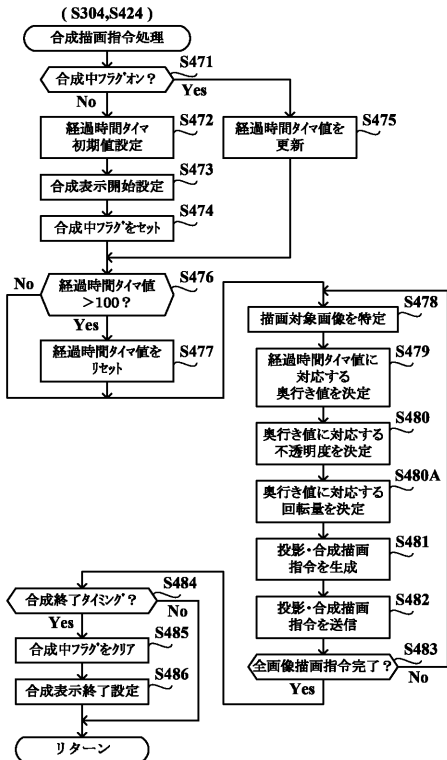 ( S304,S424 )
合成描画指令処理
合成中フラグオン？
S471
No
Yes
経過時間タイマ
初期値設定
S472
合成表示開始設定
S473
合成中フラグをセット
S474
経過時間タイマ値を
更新
S475
経過時間タイマ値
＞100？
S476
No
Yes
経過時間タイマ値を
リセット
S477
描画対象画像を特定
S478
経過時間タイマ値に
対応する
奥行き値を決定
S479
奥行き値に対応する
不透明度を決定
S480
奥行き値に対応する
回転量を決定
S480A
投影・合成描画
指令を生成
S481
投影・合成描画
指令を送信
S482
全画像描画指令完了？
S483
Yes
No
合成終了タイミング？
S484
Yes
No
合成中フラグをクリア
S485
合成表示終了設定
S486
リターン